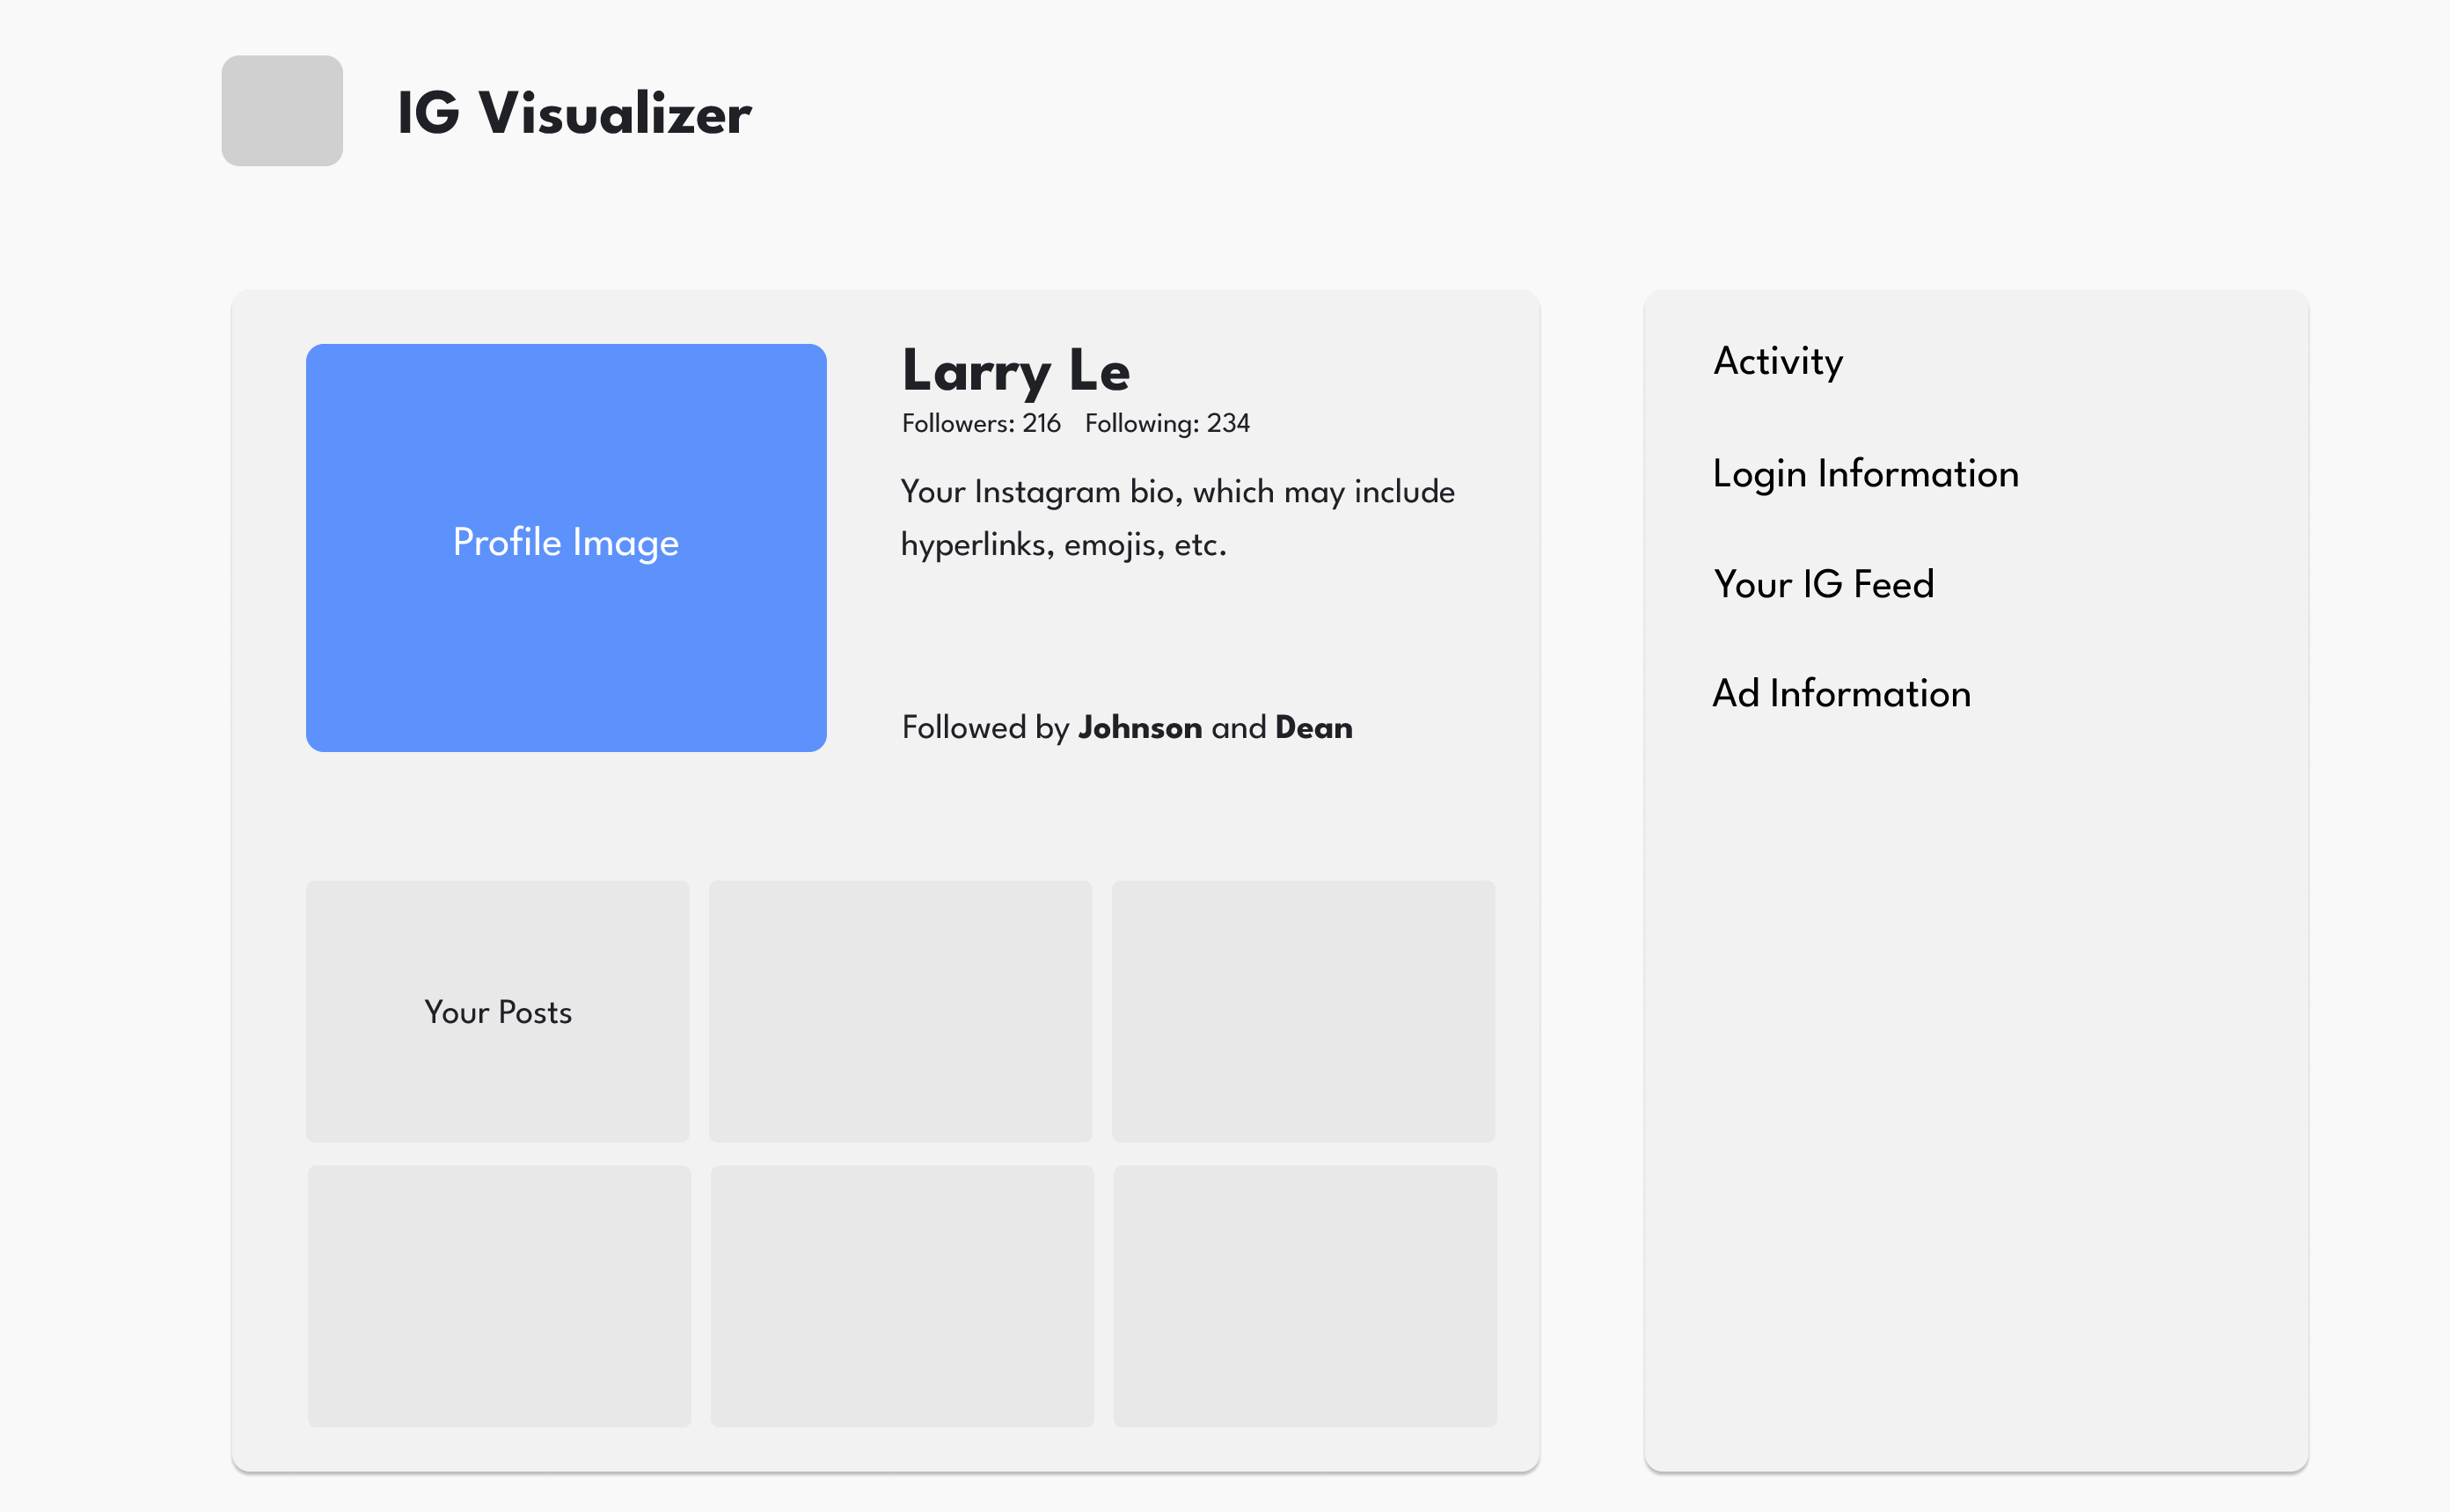 IG Visualizer
Larry Le
Followers: 216 Following: 234
Your Instagram bio, which may include
hyperlinks, emojis, etc.
Profile Image
Followed by Johnson and Dean
Your Posts
Activity
Login Information
Your IG Feed
Ad Information